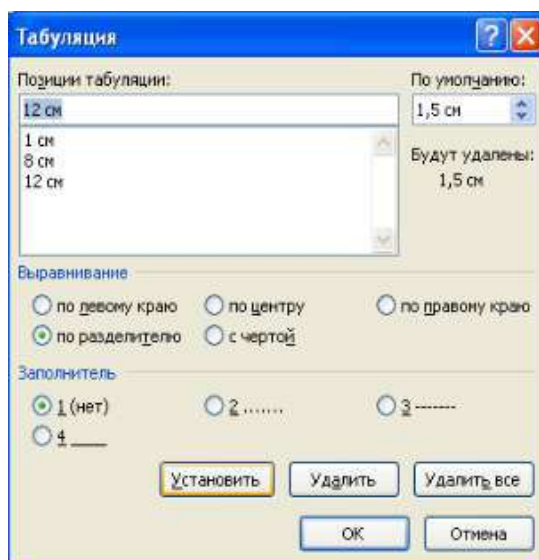 Табуляция
Позиции табуляции: По умолчанию:
12 см 1,5 см
1 см
8 см
12 см
Будут удалены:
1,5 см
Выравнивание
по левому краю по центру по правому краю
по разделителю с чертой
Заполнитель
1 (нет) 2 ....... 3 -------
4 ____
Установить Удалить Удалить все
ОК Отмена